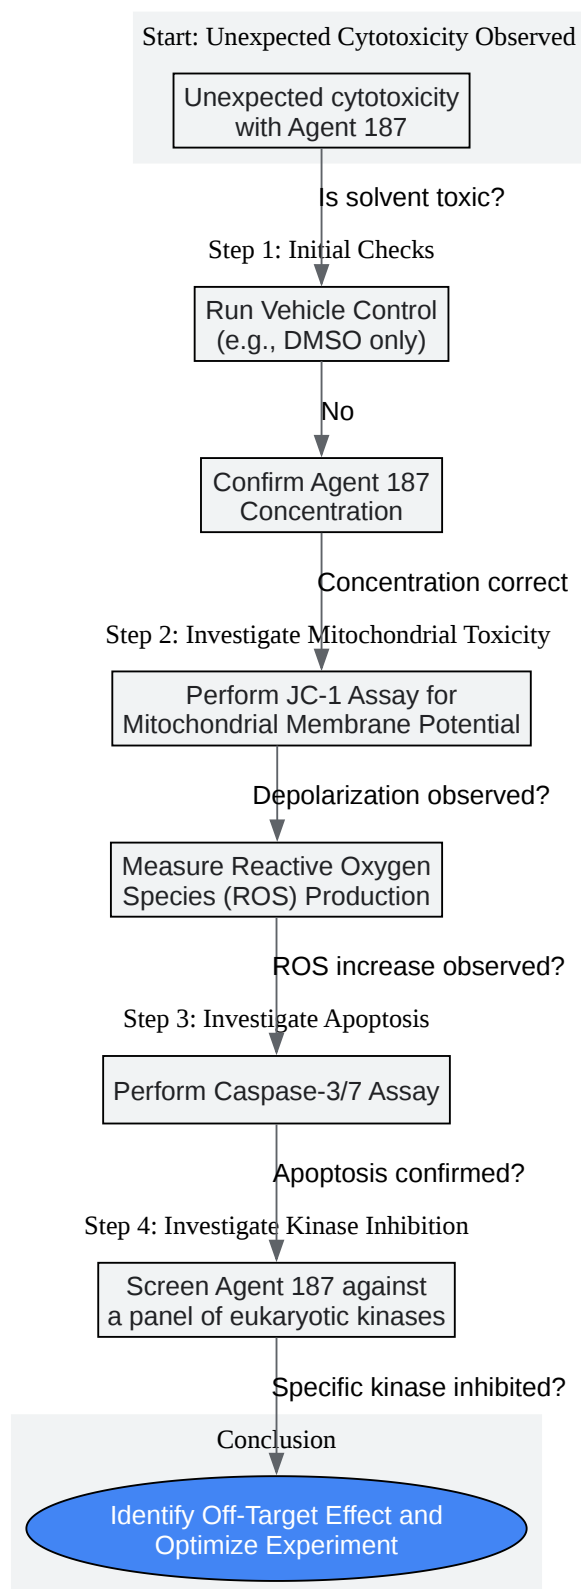 Start: Unexpected Cytotoxicity Observed
Unexpected cytotoxicity
with Agent 187
Is solvent toxic?
Step 1: Initial Checks
Run Vehicle Control
(e.g., DMSO only)
No
Confirm Agent 187
Concentration
Concentration correct
Step 2: Investigate Mitochondrial Toxicity
Perform JC-1 Assay for
Mitochondrial Membrane Potential
Depolarization observed?
Measure Reactive Oxygen
Species (ROS) Production
ROS increase observed?
Step 3: Investigate Apoptosis
Perform Caspase-3/7 Assay
Apoptosis confirmed?
Step 4: Investigate Kinase Inhibition
Screen Agent 187 against
a panel of eukaryotic kinases
Specific kinase inhibited?
Conclusion
Identify Off-Target Effect and
Optimize Experiment